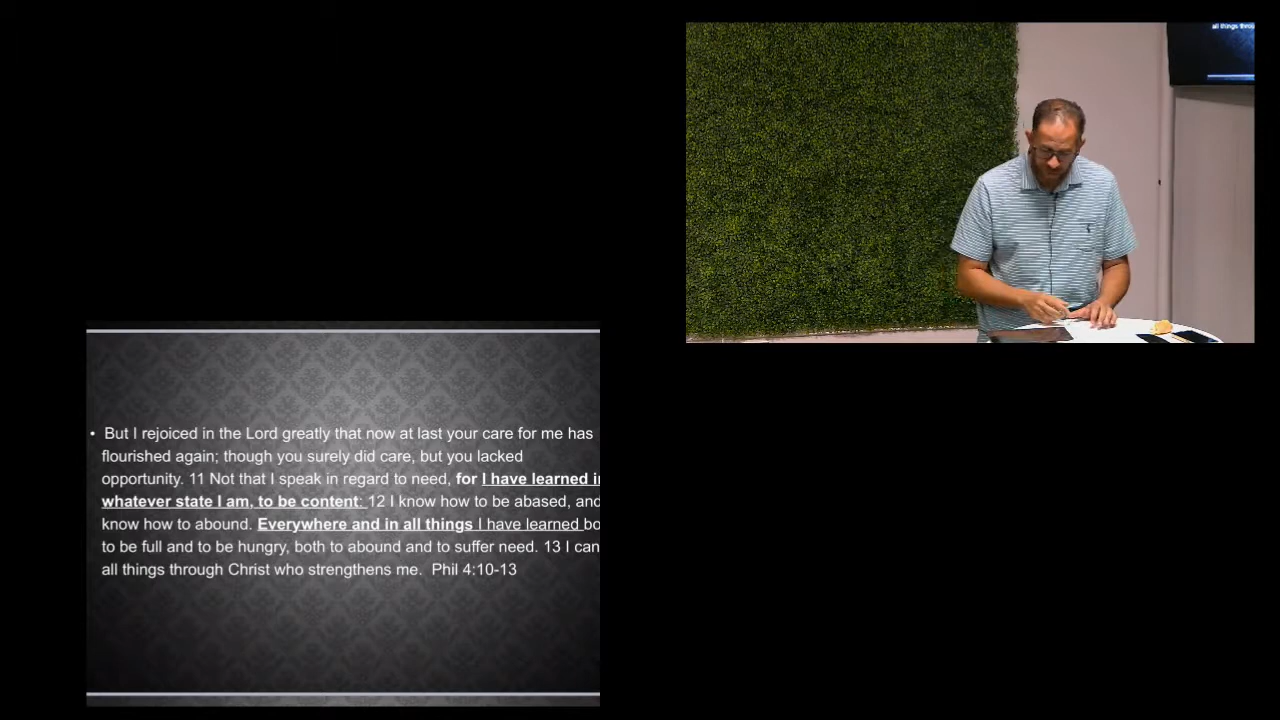 all things throu
• But I rejoiced in the Lord greatly that now at last your care for me has
flourished again; though you surely did care, but you lacked
opportunity. 11 Not that I speak in regard to need, for I have learned in
whatever state I am, to be content: 12 I know how to be abased, and
know how to abound. Everywhere and in all things I have learned bo
to be full and to be hungry, both to abound and to suffer need. 13 I can
all things through Christ who strengthens me. Phil 4:10-13